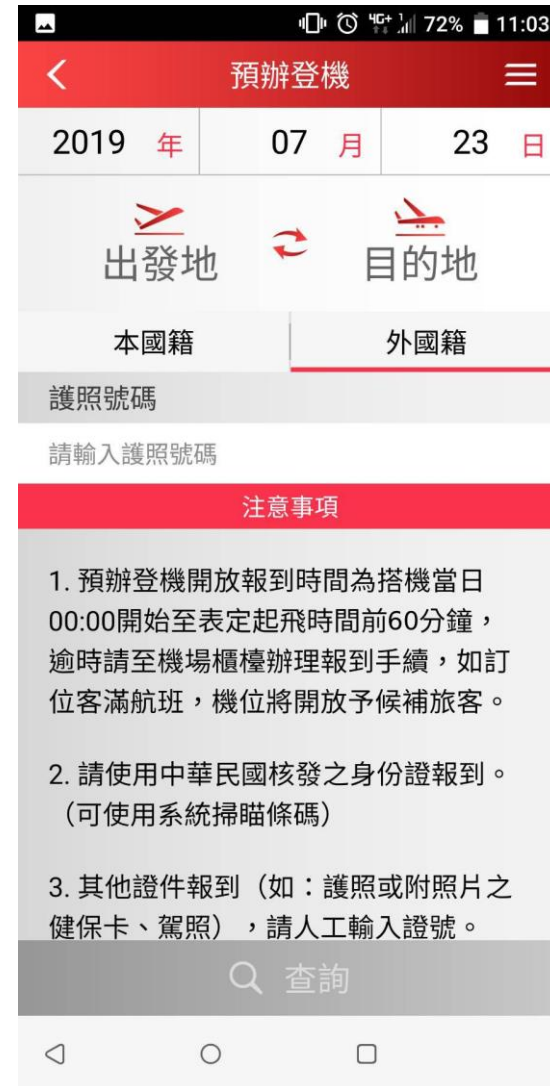 4G+ 72% 11:03
預辦登機
2019 年 07 月 23 日
出發地 目的地
本國籍 外國籍
護照號碼
請輸入護照號碼
注意事項
1. 預辦登機開放報到時間為搭機當日
00:00開始至表定起飛時間前60分鐘，
逾時請至機場櫃檯辦理報到手續，如訂
位客滿航班，機位將開放予候補旅客。
2. 請使用中華民國核發之身份證報到。
（可使用系統掃瞄條碼）
3. 其他證件報到（如：護照或附照片之
健保卡、駕照），請人工輸入證號。
查詢